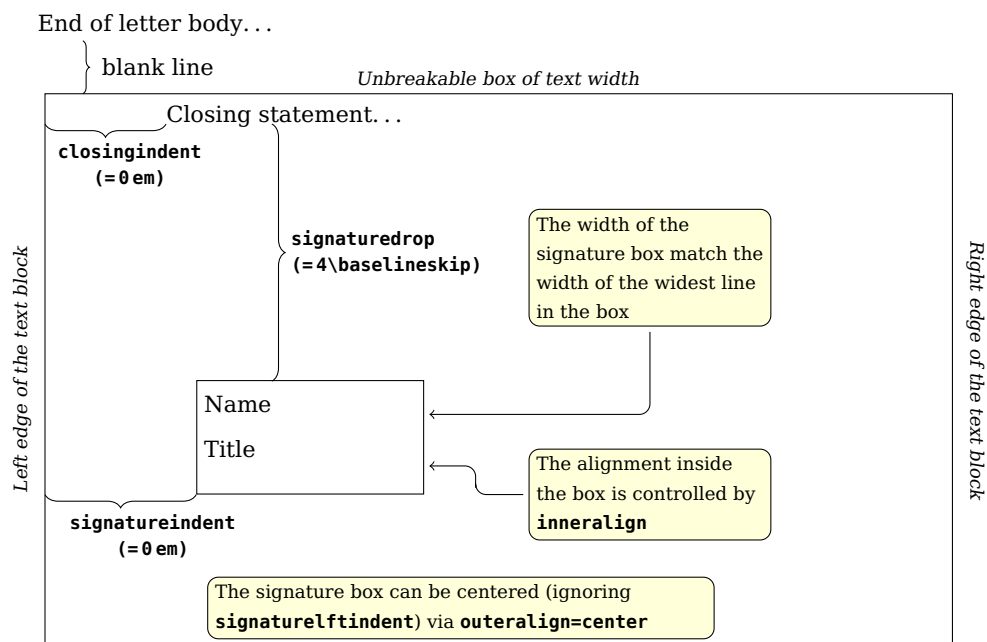 End of letter body...
blank line
Unbreakable box of text width
Closing statement...
closingindent
(=0em)
signaturedrop
(=4\baselineskip)
The width of the
signature box match the
width of the widest line
in the box
Left edge of the text block
Right edge of the text block
Name
Title
The alignment inside
the box is controlled by
inneralign
signatureindent
(=0em)
The signature box can be centered (ignoring
signaturelftindent) via outeralign=center